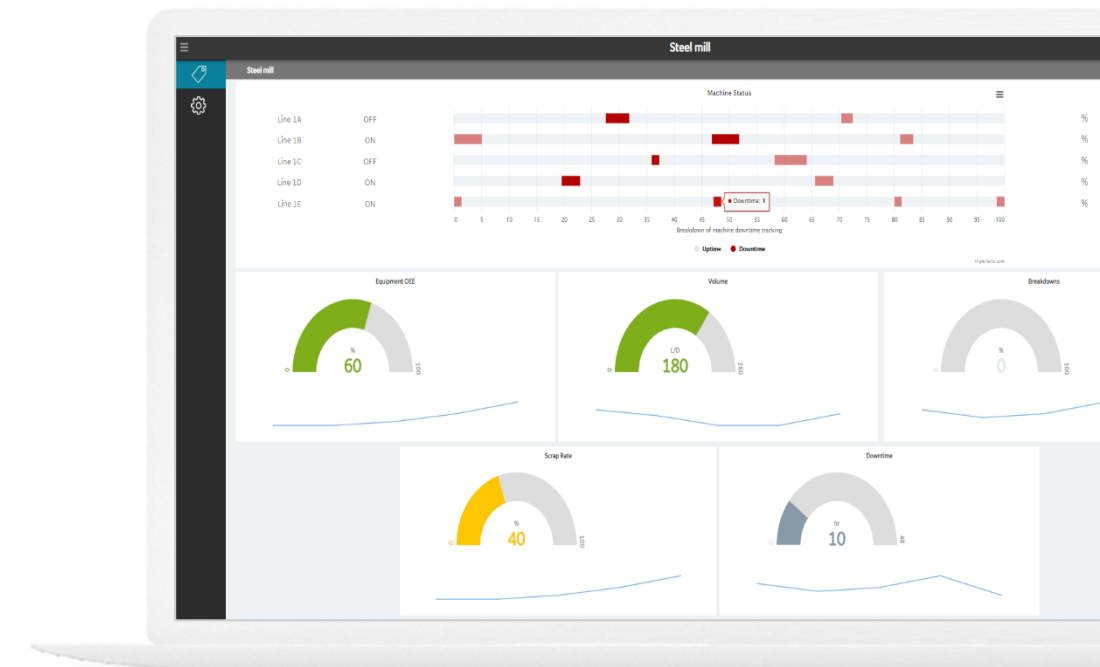 Steel mill
Steel mill
Machine Status
Line 1A OFF %
Line 1B ON %
Line 1C OFF %
Line 1D ON %
Line 1E ON %
Downtime: 1
0 5 10 15 20 25 30 35 40 45 50 55 60 65 70 75 80 85 90 95 100
Breakdown of machine downtime tracking
Uptime Downtime
Equipment OEE
%
60
0 100
Volume
L/D
180
0 260
Breakdowns
%
0
0 100
Scrap Rate
%
40
0 100
Downtime
hr
10
0 48